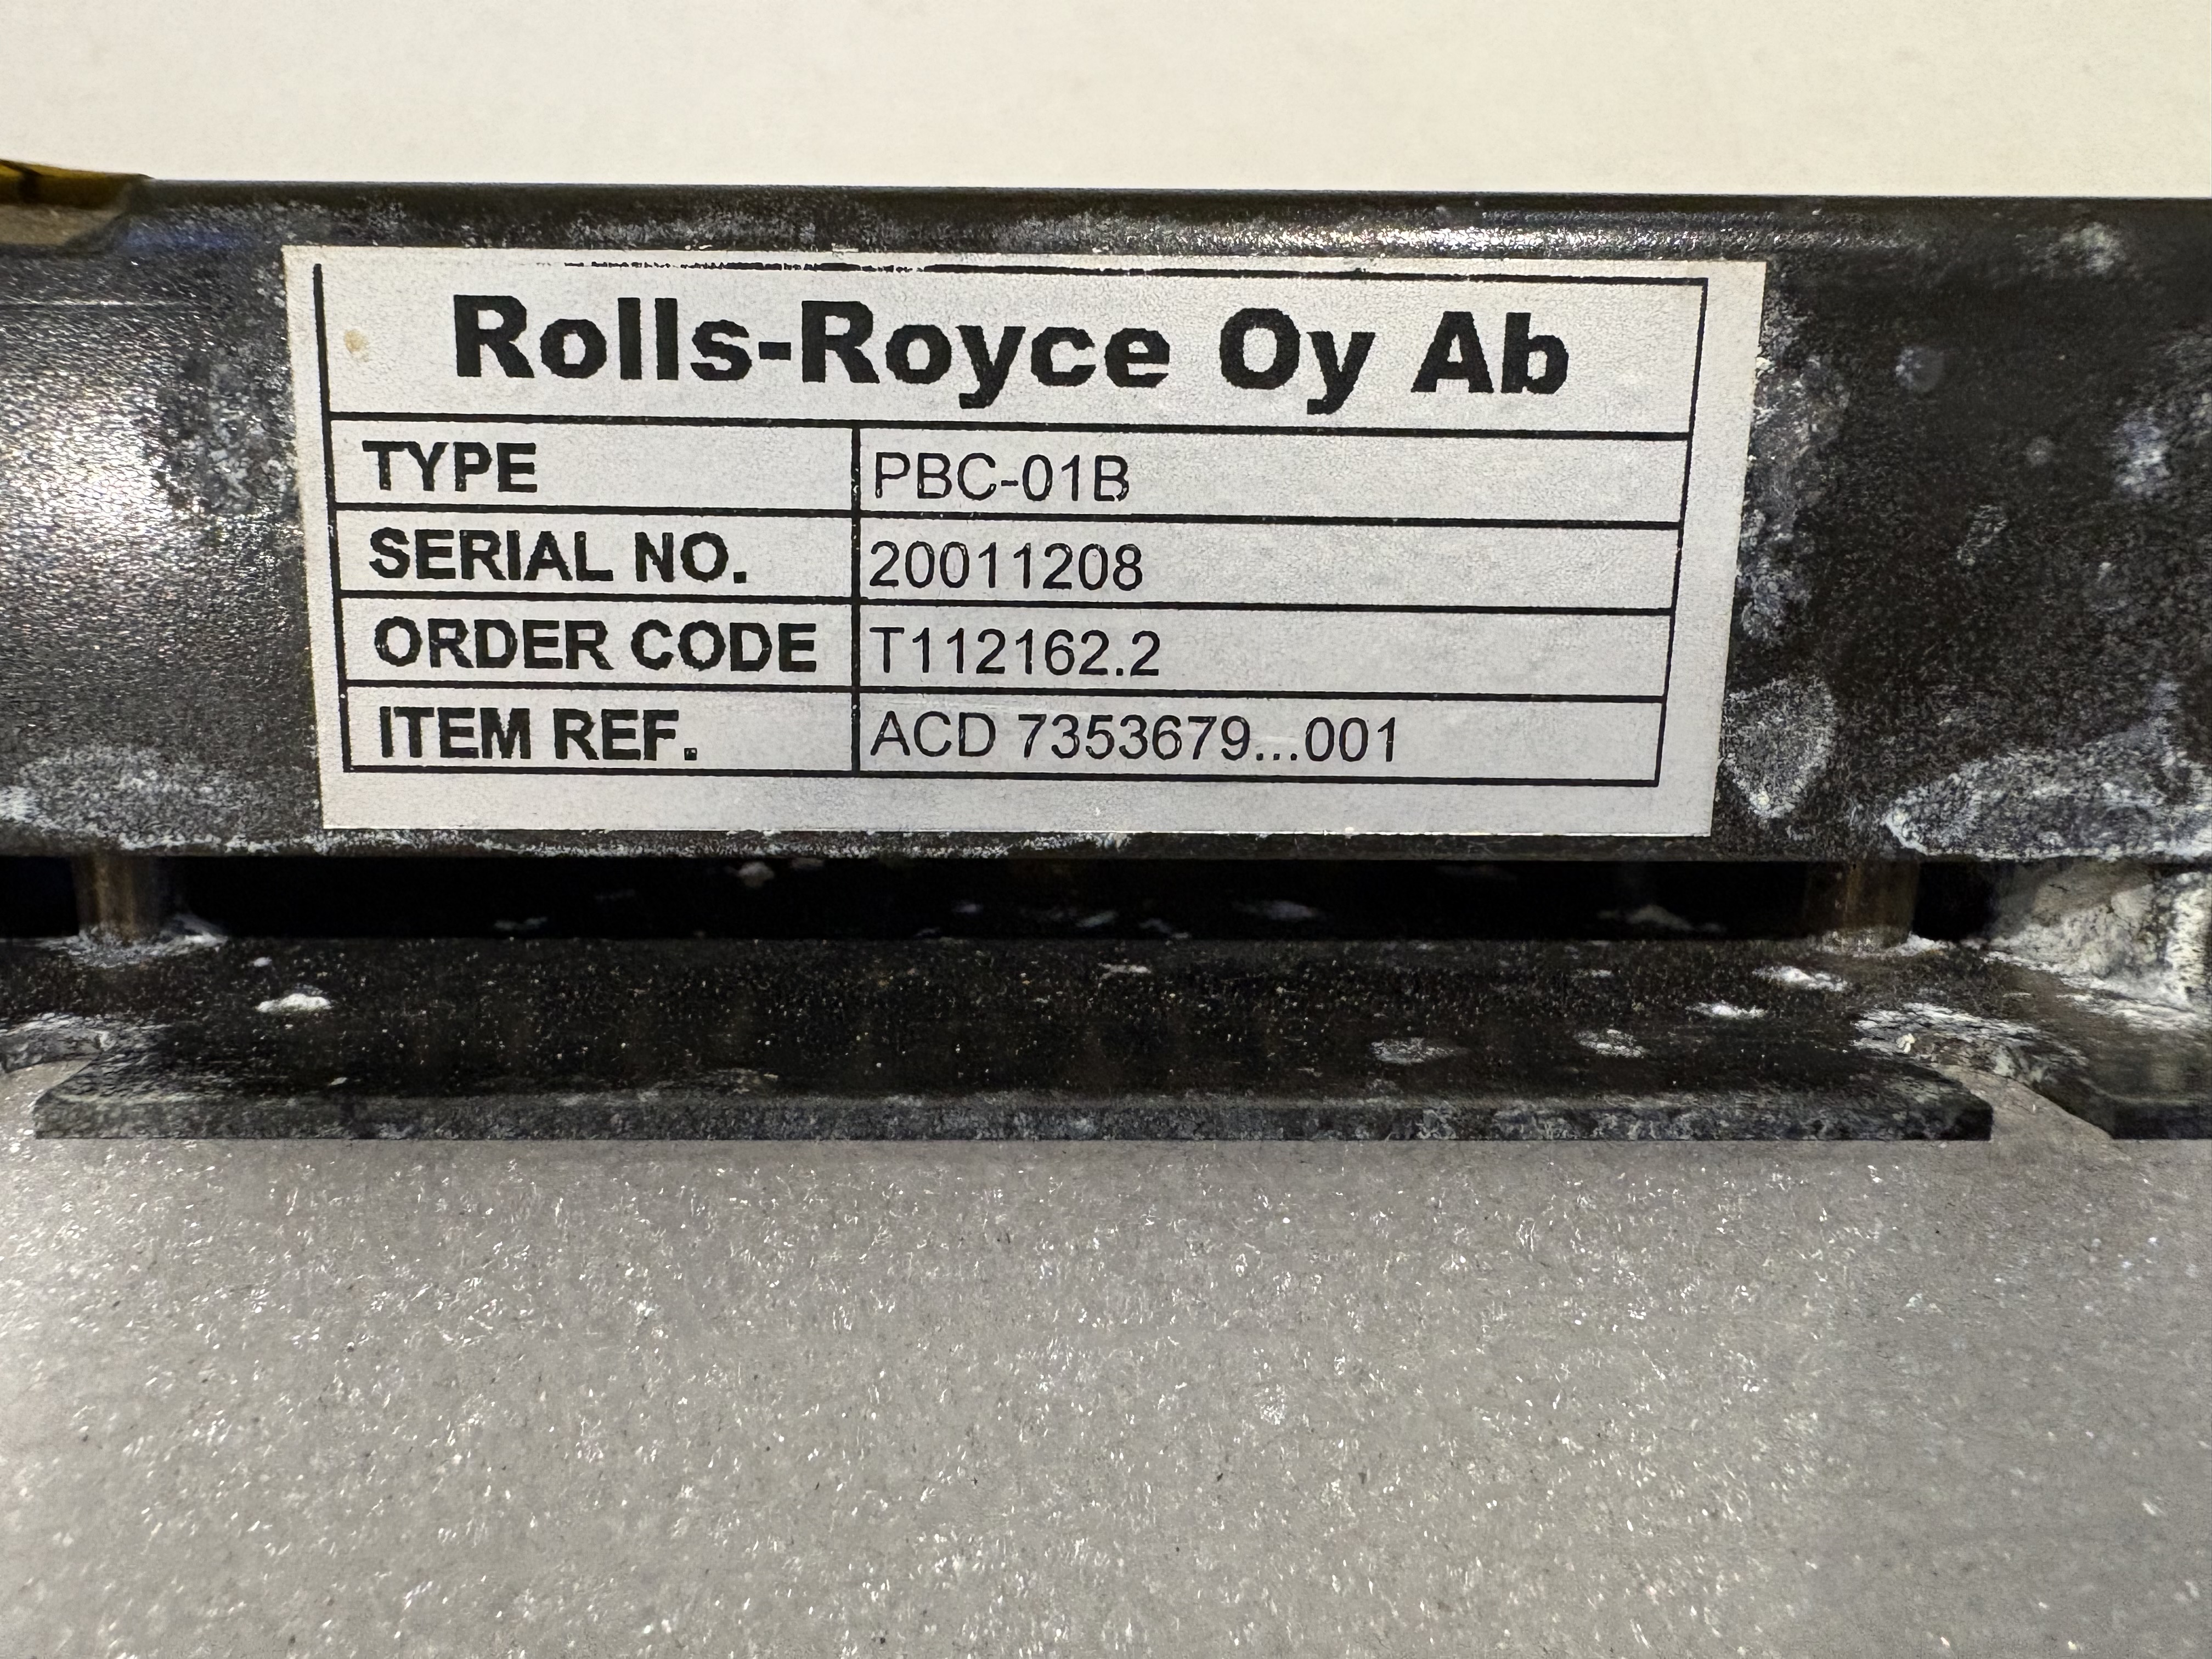 Rolls-Royce Oy Ab
TYPE PBC-01B
SERIAL NO. 20011208
ORDER CODE T112162.2
ITEM REF. ACD 7353679...001